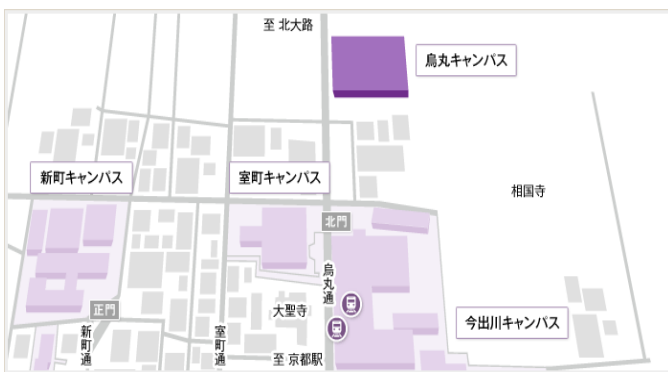 至 北大路
烏丸キャンパス
新町キャンパス
室町キャンパス
相国寺
北門
烏丸通
正門
大聖寺
今出川キャンパス
新町通
室町通
至 京都駅